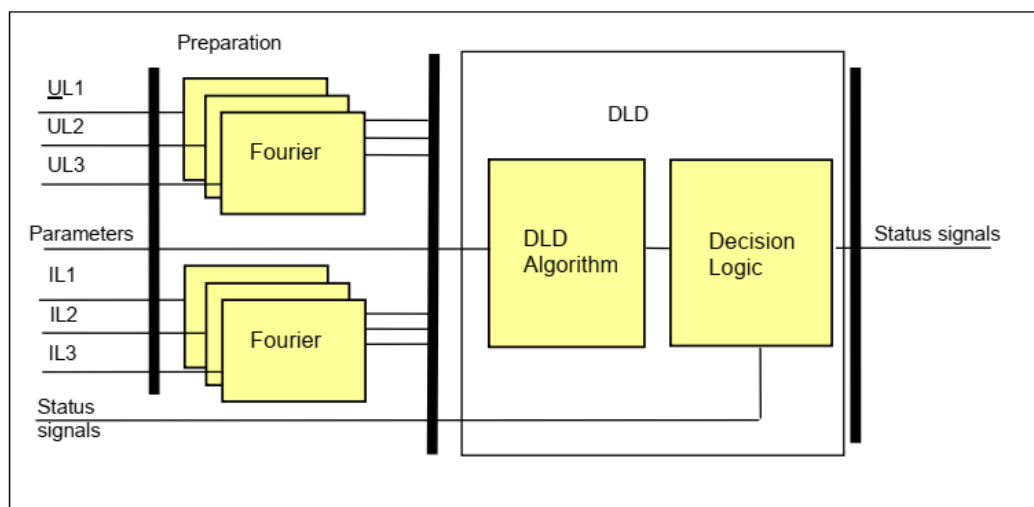 Preparation
UL1
UL2
UL3
Fourier
Parameters
IL1
IL2
IL3
Fourier
Status
signals
DLD
DLD
Algorithm
Decision
Logic
Status signals